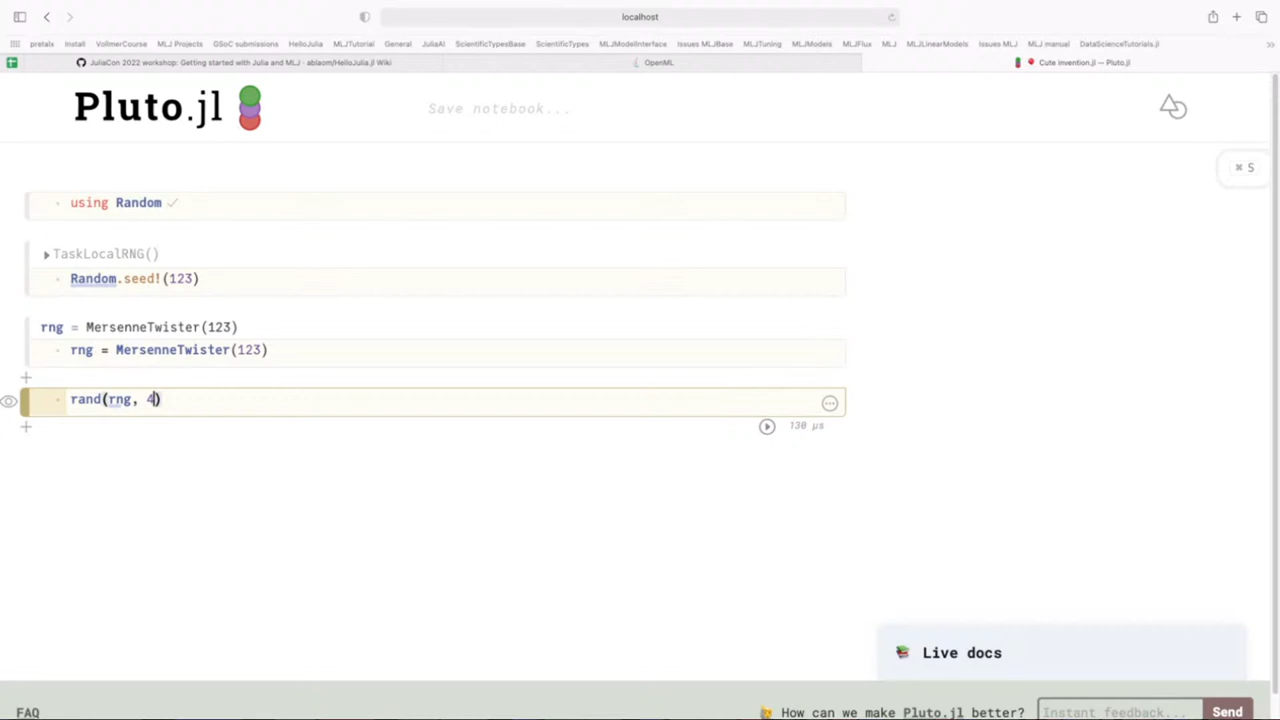 localhost
pretalx Install VollmerCourse MLJ Projects GSoC submissions HelloJulia MLJTutorial General JuliaAI ScientificTypesBase ScientificTypes MLJModelInterface Issues MLJBase MLJTuning MLJModels MLJFlux MLJ MLJLinearModels Issues MLJ MLJ manual DataScienceTutorials.jl >>
JuliaCon 2022 workshop: Getting started with Julia and MLJ · ablaom/HelloJulia.jl Wiki OpenML Cute invention.jl — Pluto.jl
Pluto.jl Save notebook...
⌘ S
using Random
TaskLocalRNG()
Random.seed!(123)
rng = MersenneTwister(123)
rng = MersenneTwister(123)
rand(rng, 4)
130 μs
Live docs
FAQ How can we make Pluto.jl better? Instant feedback... Send